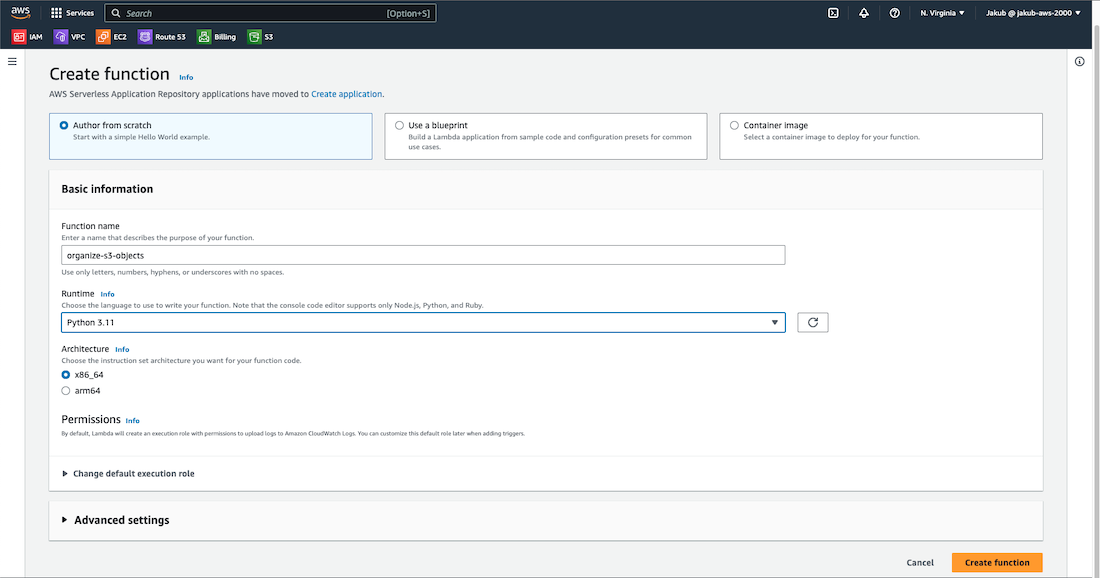 aws Services Search [Option+S] N. Virginia Jakub @ jakub-aws-2000
IAM VPC EC2 Route 53 Billing S3
Create function Info
AWS Serverless Application Repository applications have moved to Create application.
Author from scratch
Start with a simple Hello World example.
Use a blueprint
Build a Lambda application from sample code and configuration presets for common
use cases.
Container image
Select a container image to deploy for your function.
Basic information
Function name
Enter a name that describes the purpose of your function.
organize-s3-objects
Use only letters, numbers, hyphens, or underscores with no spaces.
Runtime Info
Choose the language to use to write your function. Note that the console code editor supports only Node.js, Python, and Ruby.
Python 3.11
Architecture Info
Choose the instruction set architecture you want for your function code.
x86_64
arm64
Permissions Info
By default, Lambda will create an execution role with permissions to upload logs to Amazon CloudWatch Logs. You can customize this default role later when adding triggers.
Change default execution role
Advanced settings
Cancel Create function